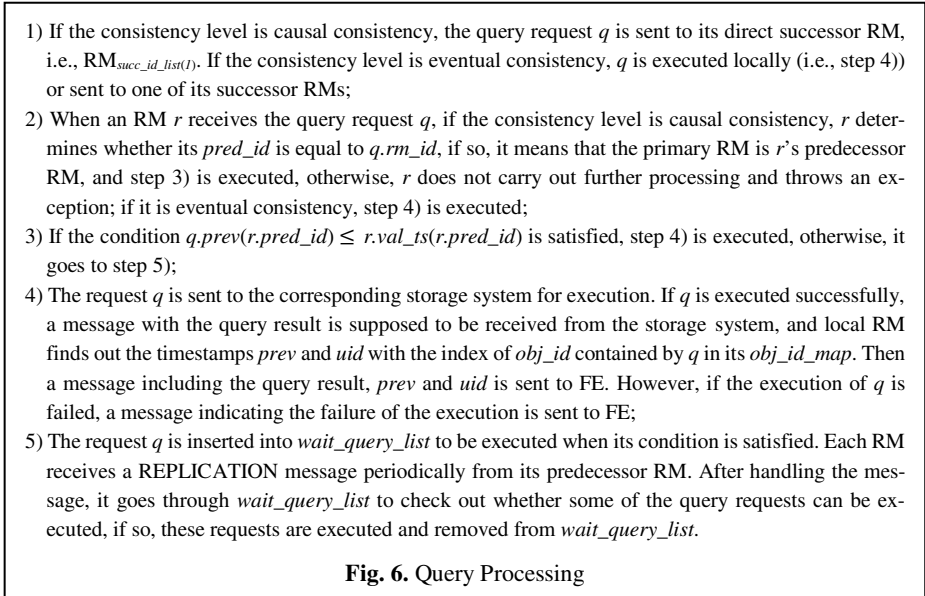 1) If the consistency level is causal consistency, the query request q is sent to its direct successor RM,
i.e., RMsucc_id_list(1). If the consistency level is eventual consistency, q is executed locally (i.e., step 4))
or sent to one of its successor RMs;
2) When an RM r receives the query request q, if the consistency level is causal consistency, r deter-
mines whether its pred_id is equal to q.rm_id, if so, it means that the primary RM is r's predecessor
RM, and step 3) is executed, otherwise, r does not carry out further processing and throws an ex-
ception; if it is eventual consistency, step 4) is executed;
3) If the condition q.prev(r.pred_id) ≤ r.val_ts(r.pred_id) is satisfied, step 4) is executed, otherwise, it
goes to step 5);
4) The request q is sent to the corresponding storage system for execution. If q is executed successfully,
a message with the query result is supposed to be received from the storage system, and local RM
finds out the timestamps prev and uid with the index of obj_id contained by q in its obj_id_map. Then
a message including the query result, prev and uid is sent to FE. However, if the execution of q is
failed, a message indicating the failure of the execution is sent to FE;
5) The request q is inserted into wait_query_list to be executed when its condition is satisfied. Each RM
receives a REPLICATION message periodically from its predecessor RM. After handling the mes-
sage, it goes through wait_query_list to check out whether some of the query requests can be ex-
ecuted, if so, these requests are executed and removed from wait_query_list.
Fig. 6. Query Processing